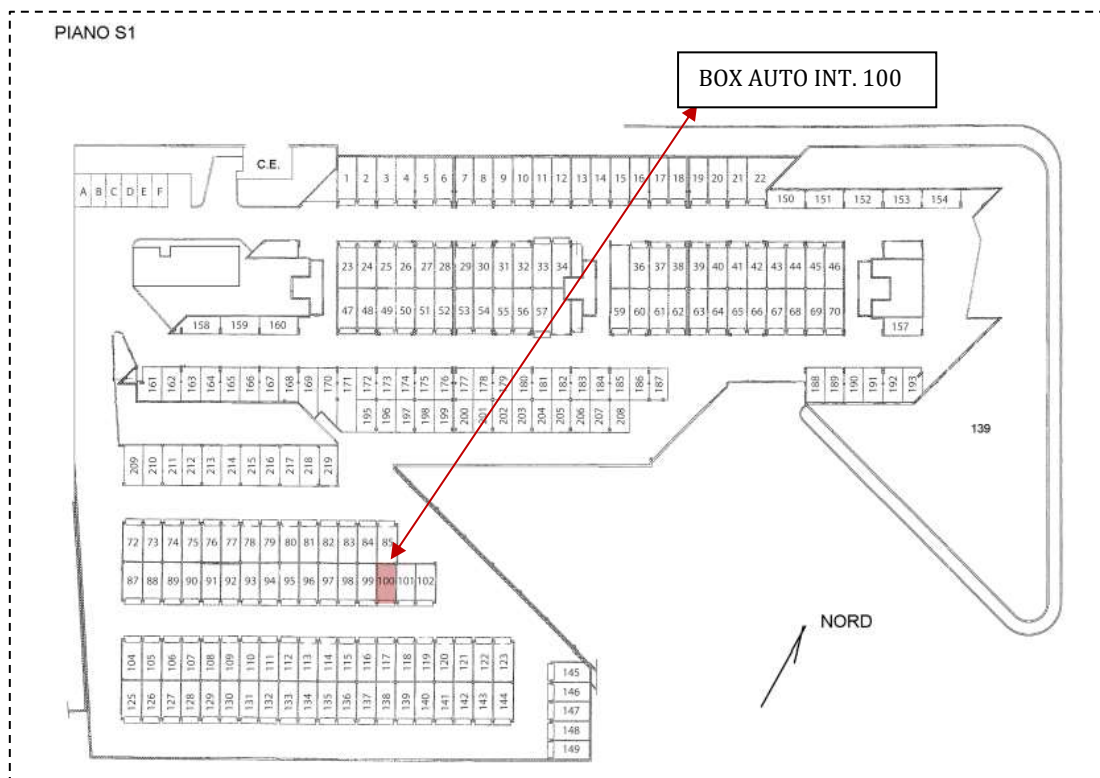 PIANO S1
BOX AUTO INT. 100
C.E.
A B C D E F
1 2 3 4 5 6 7 8 9 10 11 12 13 14 15 16 17 18 19 20 21 22
150 151 152 153 154
23 24 25 26 27 28 29 30 31 32 33 34 36 37 38 39 40 41 42 43 44 45 46
47 48 49 50 51 52 53 54 55 56 57 59 60 61 62 63 64 65 66 67 68 69 70
158 159 160 157
161 162 163 164 165 166 167 168 169 170 171 172 173 174 175 176 177 178 179 180 181 182 183 184 185 186 187 188 189 190 191 192 193
195 196 197 198 199 200 201 202 203 204 205 206 207 208
139
209 210 211 212 213 214 215 216 217 218 219
72 73 74 75 76 77 78 79 80 81 82 83 84 85
87 88 89 90 91 92 93 94 95 96 97 98 99 100 101 102
NORD
104 105 106 107 108 109 110 111 112 113 114 115 116 117 118 119 120 121 122 123
125 126 127 128 129 130 131 132 133 134 135 136 137 138 139 140 141 142 143 144
145
146
147
148
149